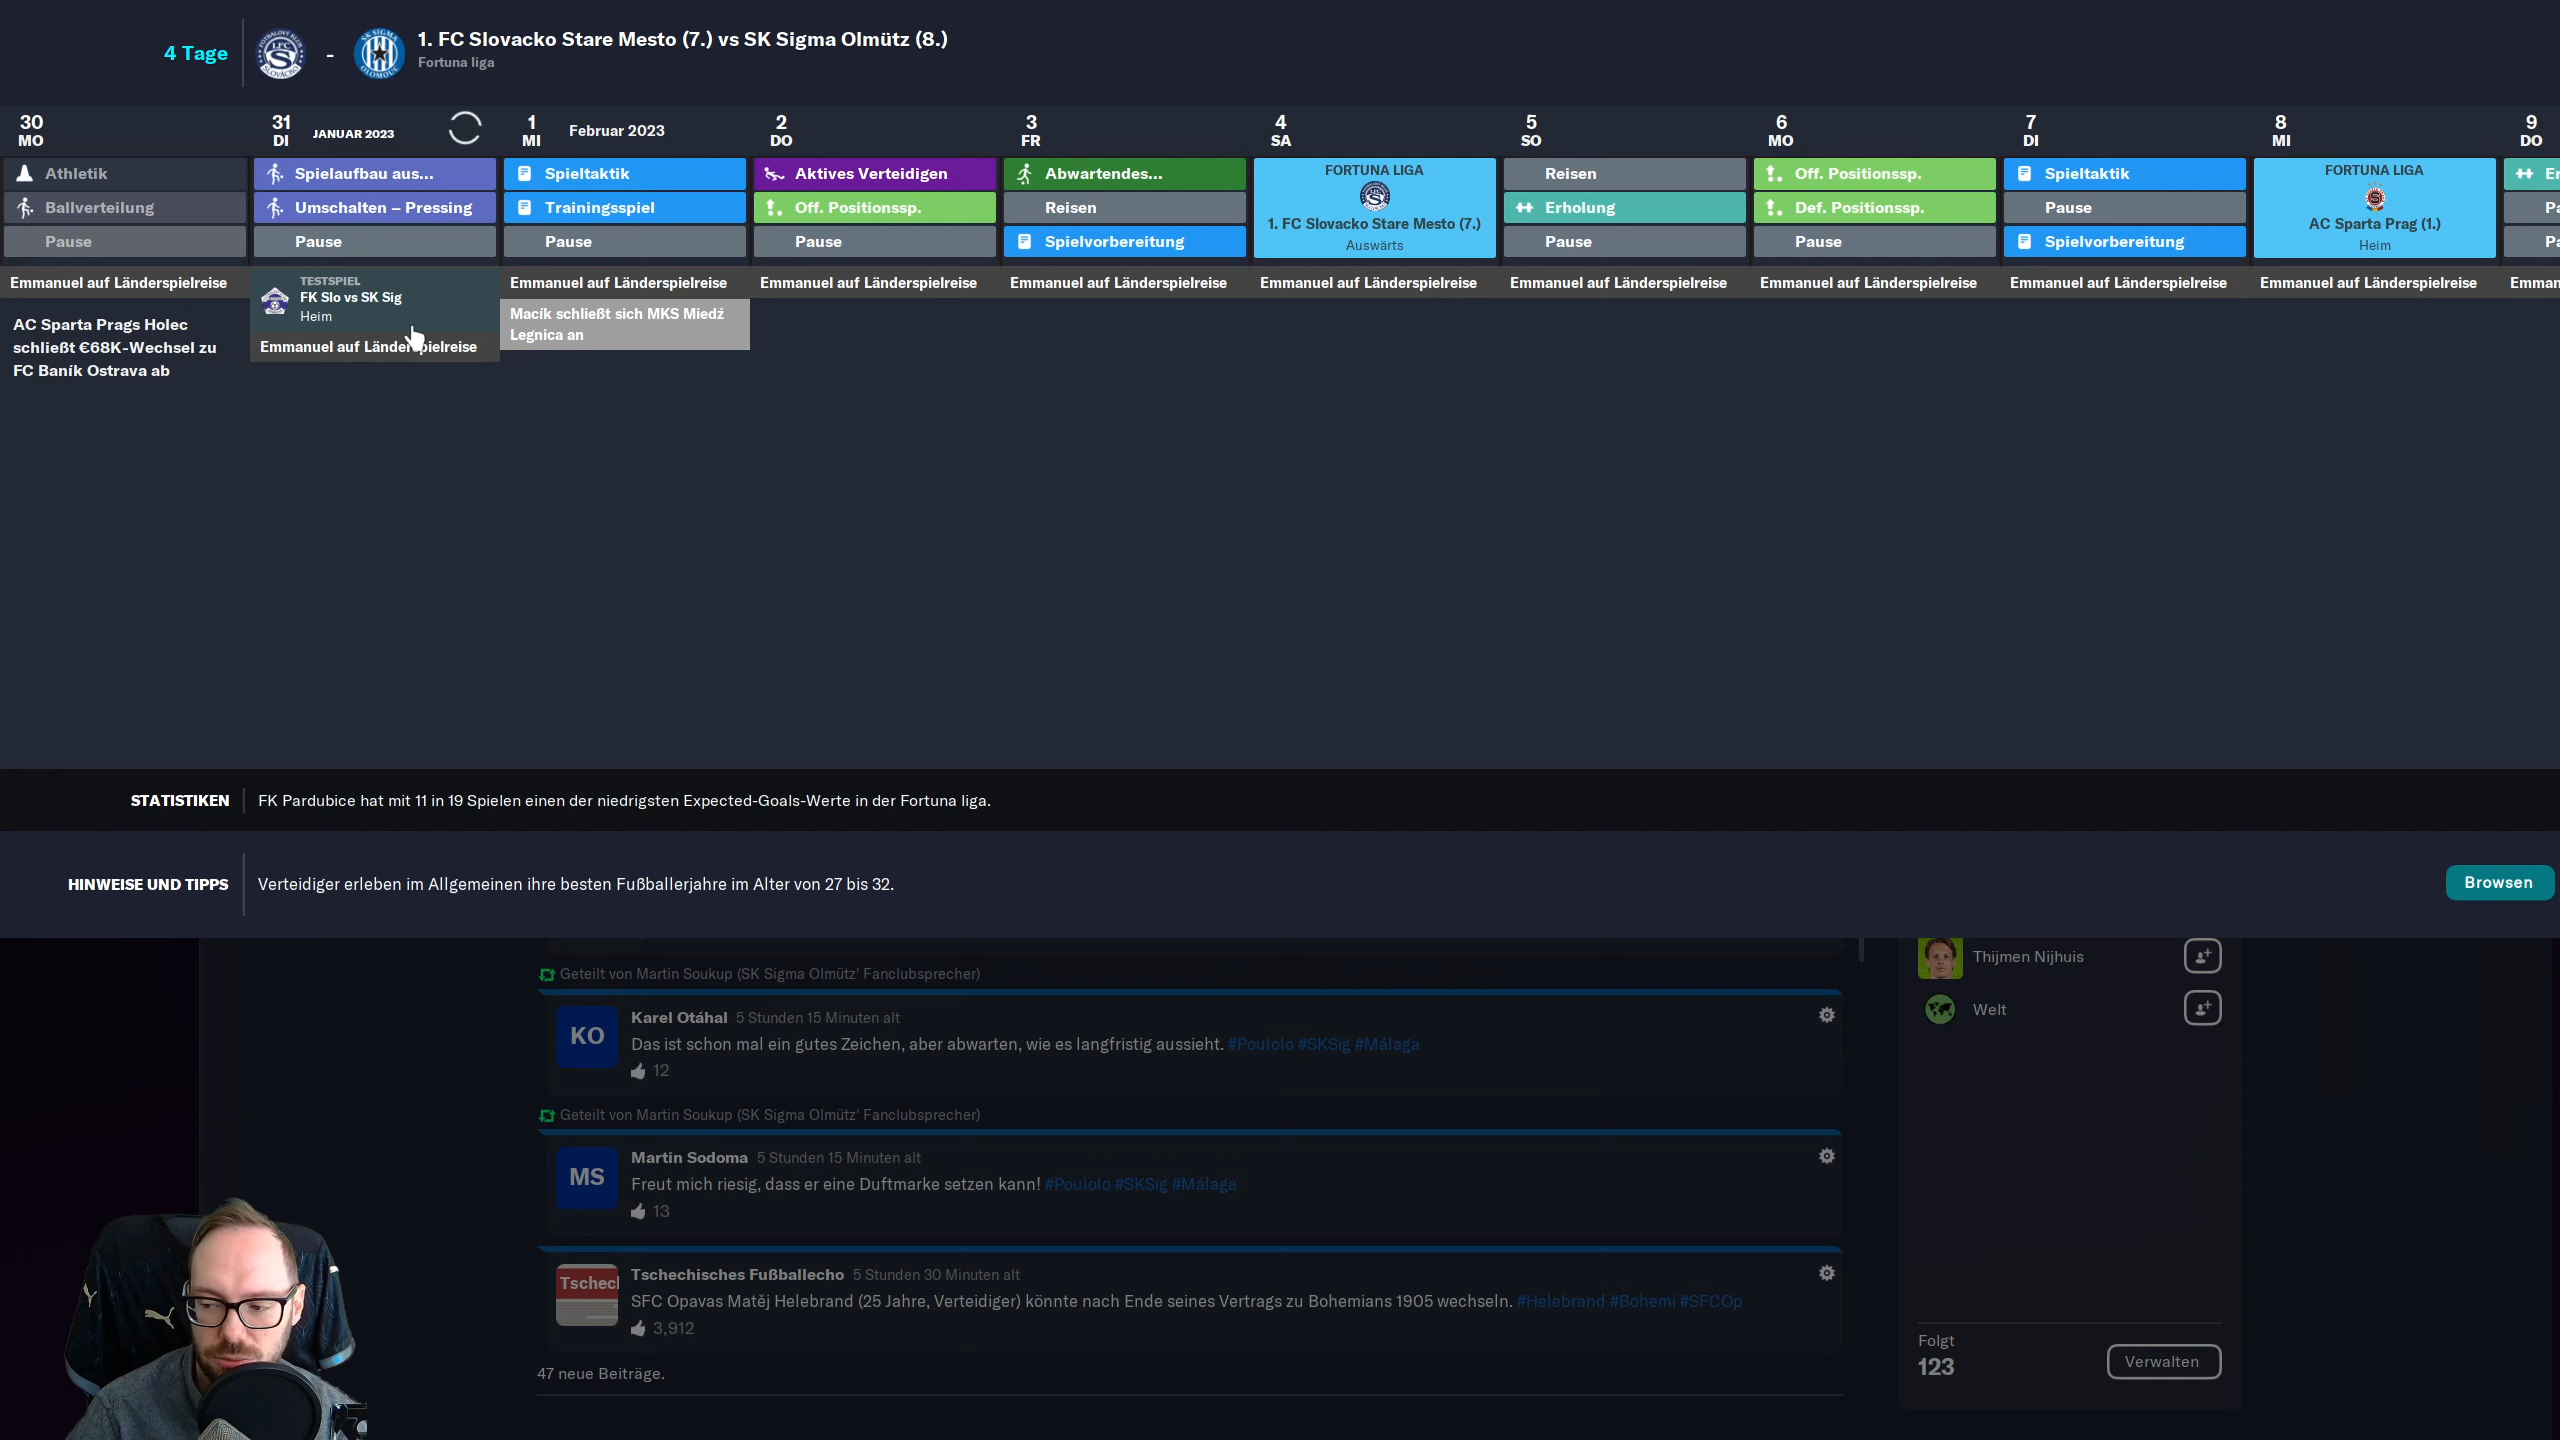 4 Tage
-
1. FC Slovacko Stare Mesto (7.) vs SK Sigma Olmütz (8.)
Fortuna liga
30
MO
31
DI
JANUAR 2023
1
MI
Februar 2023
2
DO
3
FR
4
SA
5
SO
6
MO
7
DI
8
MI
9
DO
Athletik
Ballverteilung
Pause
Spielaufbau aus...
Umschalten – Pressing
Pause
Spieltaktik
Trainingsspiel
Pause
Aktives Verteidigen
Off. Positionssp.
Pause
Abwartendes...
Reisen
Spielvorbereitung
FORTUNA LIGA
1. FC Slovacko Stare Mesto (7.)
Auswärts
Reisen
Erholung
Pause
Off. Positionssp.
Def. Positionssp.
Pause
Spieltaktik
Pause
Spielvorbereitung
FORTUNA LIGA
AC Sparta Prag (1.)
Heim
Emmanuel auf Länderspielreise
AC Sparta Prags Holec
schließt €68K-Wechsel zu
FC Baník Ostrava ab
TESTSPIEL
FK Slo vs SK Sig
Heim
Emmanuel auf Länderspielreise
Emmanuel auf Länderspielreise
Macík schließt sich MKS Miedź
Legnica an
Emmanuel auf Länderspielreise
Emmanuel auf Länderspielreise
Emmanuel auf Länderspielreise
Emmanuel auf Länderspielreise
Emmanuel auf Länderspielreise
Emmanuel auf Länderspielreise
Emmanuel auf Länderspielreise
STATISTIKEN
FK Pardubice hat mit 11 in 19 Spielen einen der niedrigsten Expected-Goals-Werte in der Fortuna liga.
HINWEISE UND TIPPS
Verteidiger erleben im Allgemeinen ihre besten Fußballerjahre im Alter von 27 bis 32.
Browsen
Thijmen Nijhuis
Welt
Geteilt von Martin Soukup (SK Sigma Olmütz' Fanclubsprecher)
KO
Karel Otáhal 5 Stunden 15 Minuten alt
Das ist schon mal ein gutes Zeichen, aber abwarten, wie es langfristig aussieht. #Poulolo #SKSig #Málaga
12
Geteilt von Martin Soukup (SK Sigma Olmütz' Fanclubsprecher)
MS
Martin Sodoma 5 Stunden 15 Minuten alt
Freut mich riesig, dass er eine Duftmarke setzen kann! #Poulolo #SKSig #Málaga
13
Tschec
Tschechisches Fußballecho 5 Stunden 30 Minuten alt
SFC Opavas Matěj Helebrand (25 Jahre, Verteidiger) könnte nach Ende seines Vertrags zu Bohemians 1905 wechseln. #Helebrand #Bohemi #SFCOp
3,912
47 neue Beiträge.
Folgt
123
Verwalten